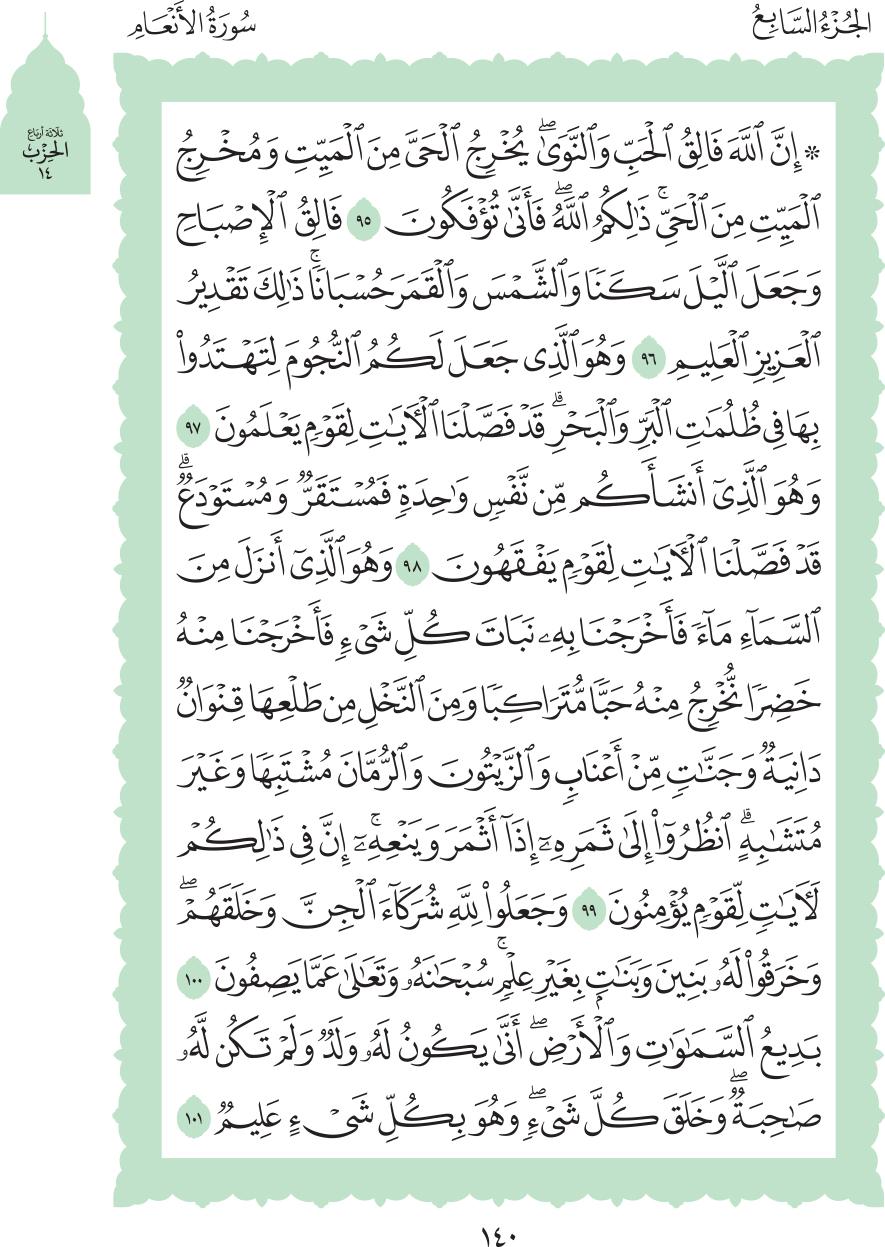 الجُزْءُ السَّابِعُ
سُورَةُ الأَنْعَامِ
ثلاثة أرباع
الحِزْب
١٤
۞ إِنَّ ٱللَّهَ فَالِقُ ٱلْحَبِّ وَٱلنَّوَىٰۖ يُخْرِجُ ٱلْحَىَّ مِنَ ٱلْمَيِّتِ وَمُخْرِجُ
ٱلْمَيِّتِ مِنَ ٱلْحَىِّۚ ذَٰلِكُمُ ٱللَّهُۖ فَأَنَّىٰ تُؤْفَكُونَ ٩٥ فَالِقُ ٱلْإِصْبَاحِ
وَجَعَلَ ٱلَّيْلَ سَكَنًا وَٱلشَّمْسَ وَٱلْقَمَرَ حُسْبَانًاۚ ذَٰلِكَ تَقْدِيرُ
ٱلْعَزِيزِ ٱلْعَلِيمِ ٩٦ وَهُوَ ٱلَّذِى جَعَلَ لَكُمُ ٱلنُّجُومَ لِتَهْتَدُوا۟
بِهَا فِى ظُلُمَٰتِ ٱلْبَرِّ وَٱلْبَحْرِۗ قَدْ فَصَّلْنَا ٱلْـَٔايَٰتِ لِقَوْمٍ يَعْلَمُونَ ٩٧
وَهُوَ ٱلَّذِىٓ أَنشَأَكُم مِّن نَّفْسٍ وَٰحِدَةٍ فَمُسْتَقَرٌّ وَمُسْتَوْدَعٌۗ
قَدْ فَصَّلْنَا ٱلْـَٔايَٰتِ لِقَوْمٍ يَفْقَهُونَ ٩٨ وَهُوَ ٱلَّذِىٓ أَنزَلَ مِنَ
ٱلسَّمَآءِ مَآءً فَأَخْرَجْنَا بِهِۦ نَبَاتَ كُلِّ شَىْءٍ فَأَخْرَجْنَا مِنْهُ
خَضِرًا نُّخْرِجُ مِنْهُ حَبًّا مُّتَرَاكِبًا وَمِنَ ٱلنَّخْلِ مِن طَلْعِهَا قِنْوَانٌ
دَانِيَةٌ وَجَنَّٰتٍ مِّنْ أَعْنَابٍ وَٱلزَّيْتُونَ وَٱلرُّمَّانَ مُشْتَبِهًا وَغَيْرَ
مُتَشَٰبِهٍۗ ٱنظُرُوٓا۟ إِلَىٰ ثَمَرِهِۦٓ إِذَآ أَثْمَرَ وَيَنْعِهِۦٓۚ إِنَّ فِى ذَٰلِكُمْ
لَـَٔايَٰتٍ لِّقَوْمٍ يُؤْمِنُونَ ٩٩ وَجَعَلُوا۟ لِلَّهِ شُرَكَآءَ ٱلْجِنَّ وَخَلَقَهُمْۖ
وَخَرَقُوا۟ لَهُۥ بَنِينَ وَبَنَٰتٍۭ بِغَيْرِ عِلْمٍۚ سُبْحَٰنَهُۥ وَتَعَٰلَىٰ عَمَّا يَصِفُونَ ١٠٠
بَدِيعُ ٱلسَّمَٰوَٰتِ وَٱلْأَرْضِۖ أَنَّىٰ يَكُونُ لَهُۥ وَلَدٌ وَلَمْ تَكُن لَّهُۥ
صَٰحِبَةٌۖ وَخَلَقَ كُلَّ شَىْءٍۖ وَهُوَ بِكُلِّ شَىْءٍ عَلِيمٌ ١٠١
١٤٠